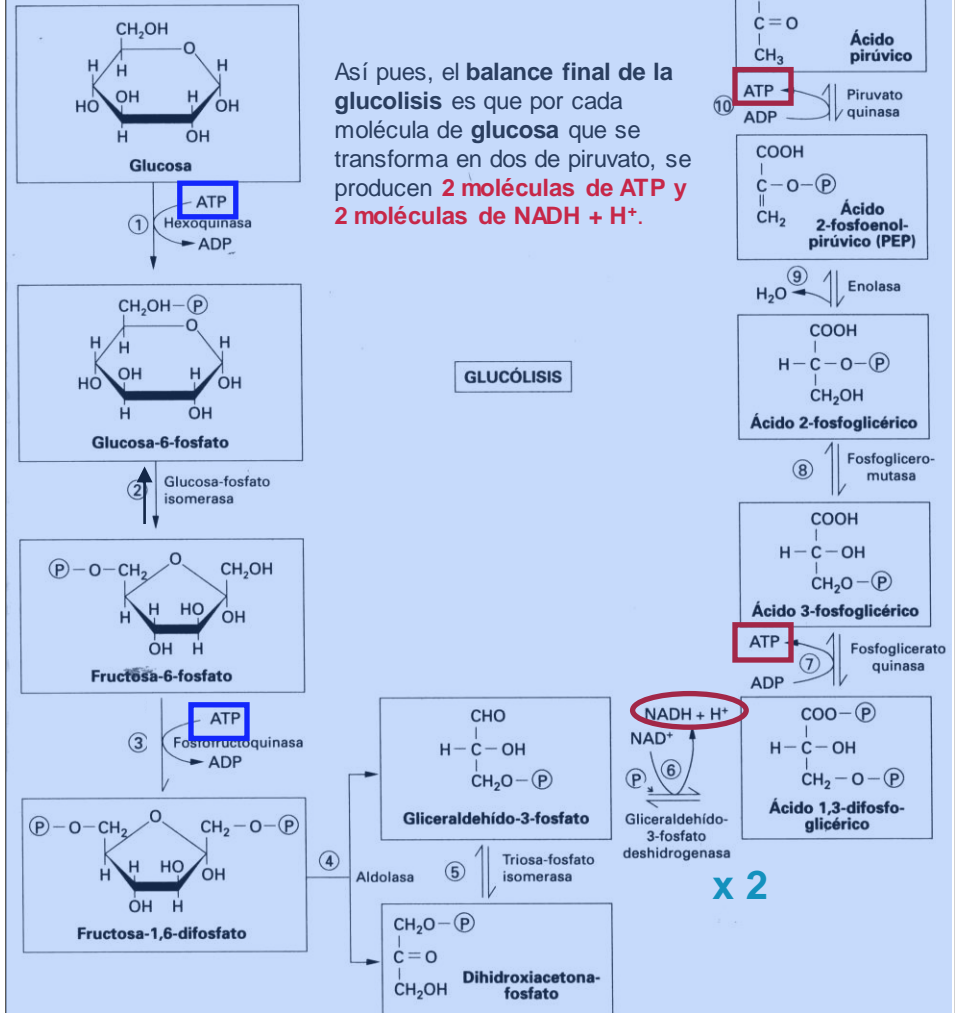 CH₂OH
O
H
H
H
OH
H
HO
OH
H
OH
Glucosa
ATP
① Hexoquinasa
ADP
CH₂OH–Ⓟ
O
H
H
H
OH
H
HO
OH
H
OH
Glucosa-6-fosfato
② Glucosa-fosfato
isomerasa
Ⓟ–O–CH₂
O
CH₂OH
H
H
HO
OH
OH
H
Fructosa-6-fosfato
ATP
③ Fosfofructoquinasa
ADP
Ⓟ–O–CH₂
O
CH₂–O–Ⓟ
H
H
HO
OH
OH
H
Fructosa-1,6-difosfato
④
Aldolasa
Así pues, el balance final de la
glucolisis es que por cada
molécula de glucosa que se
transforma en dos de piruvato, se
producen 2 moléculas de ATP y
2 moléculas de NADH + H⁺.
GLUCÓLISIS
CHO
H–C–OH
CH₂O–Ⓟ
Gliceraldehído-3-fosfato
⑤ Triosa-fosfato
isomerasa
CH₂O–Ⓟ
C=O
CH₂OH
Dihidroxiacetona-
fosfato
NADH + H⁺
NAD⁺
Ⓟ ⑥
Gliceraldehído-
3-fosfato
deshidrogenasa
x 2
C=O
CH₃
Ácido
pirúvico
ATP
⑩
ADP
Piruvato
quinasa
COOH
C–O–Ⓟ
CH₂
Ácido
2-fosfoenol-
pirúvico (PEP)
⑨
H₂O
Enolasa
COOH
H–C–O–Ⓟ
CH₂OH
Ácido 2-fosfoglicérico
⑧
Fosfoglicero-
mutasa
COOH
H–C–OH
CH₂O–Ⓟ
Ácido 3-fosfoglicérico
ATP
⑦
ADP
Fosfoglicerato
quinasa
COO–Ⓟ
H–C–OH
CH₂–O–Ⓟ
Ácido 1,3-difosfo-
glicérico